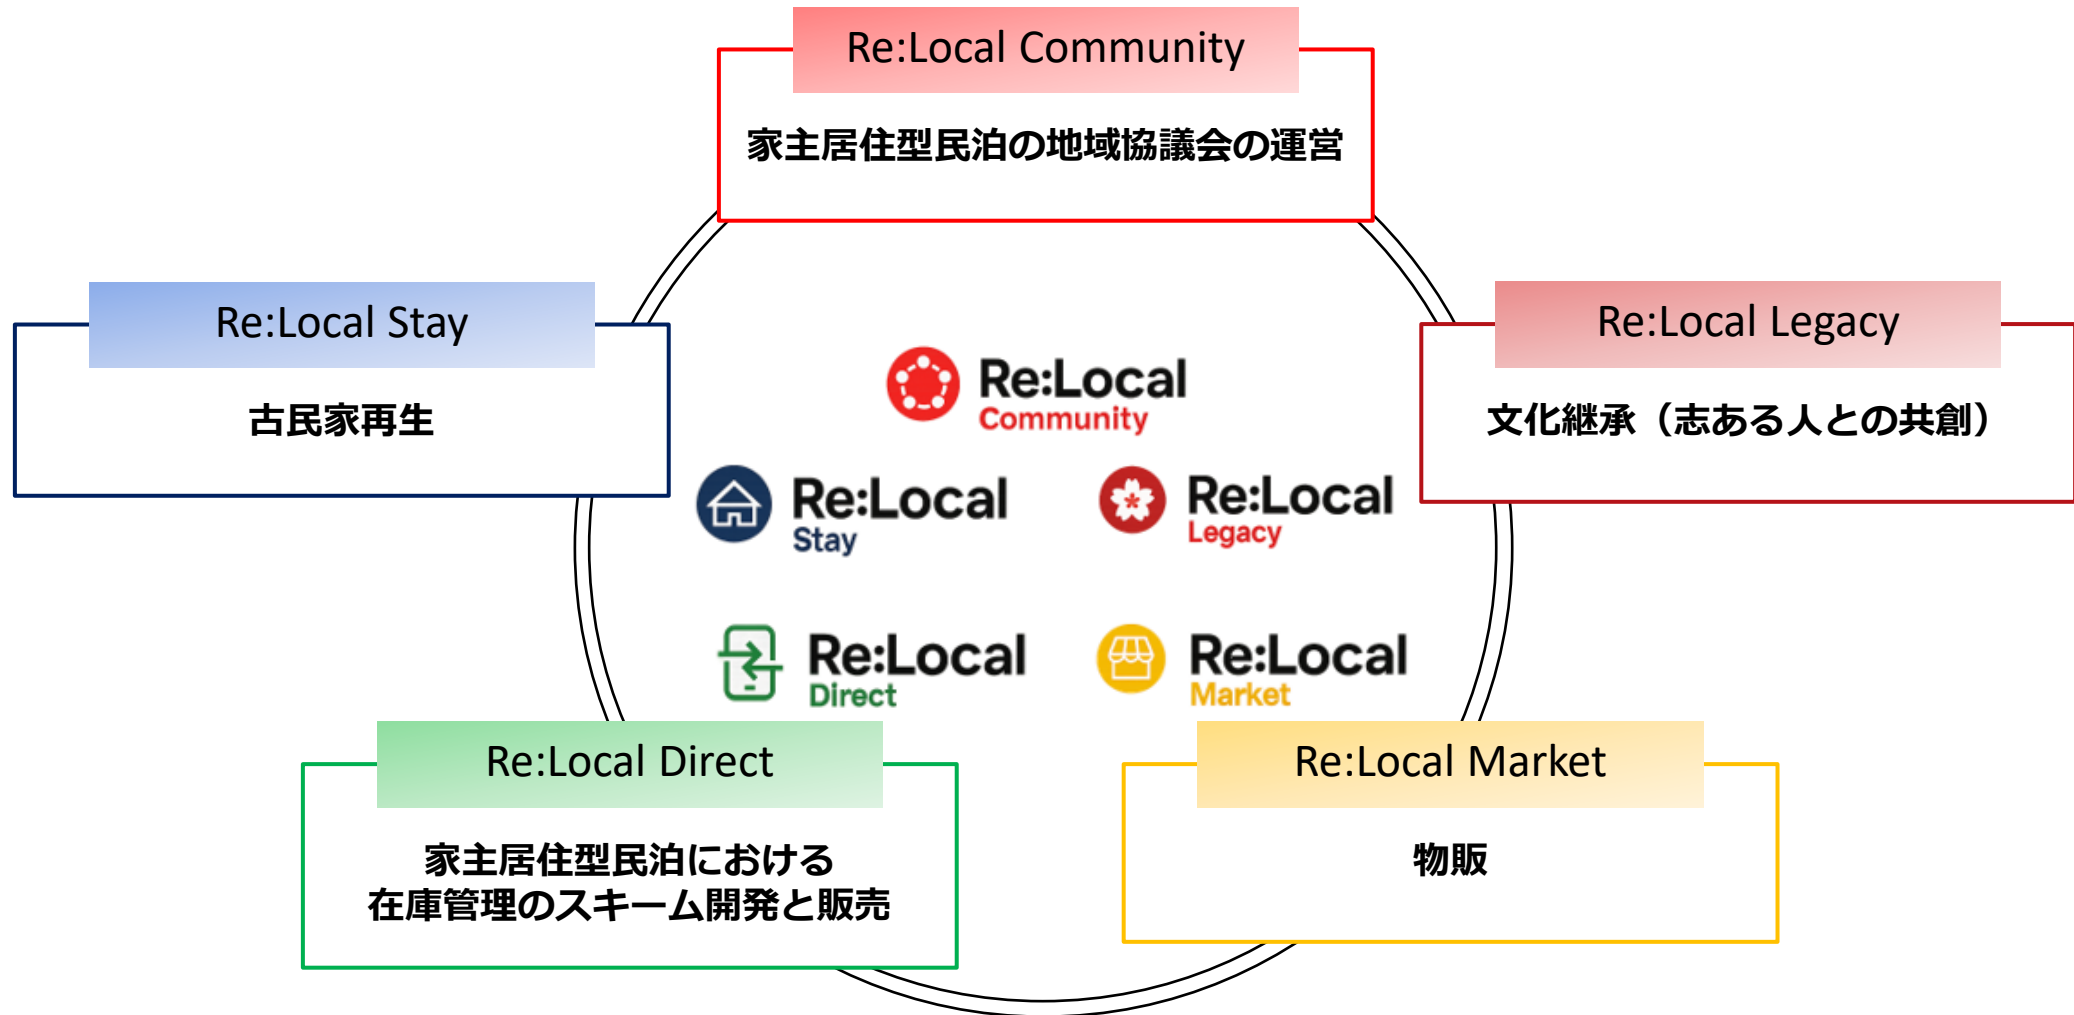 Re:Local Community
家主居住型民泊の地域協議会の運営
Re:Local Stay
古民家再生
Re:Local Legacy
文化継承（志ある人との共創）
Re:Local
Community
Re:Local
Stay
Re:Local
Legacy
Re:Local
Direct
Re:Local
Market
Re:Local Direct
家主居住型民泊における
在庫管理のスキーム開発と販売
Re:Local Market
物販